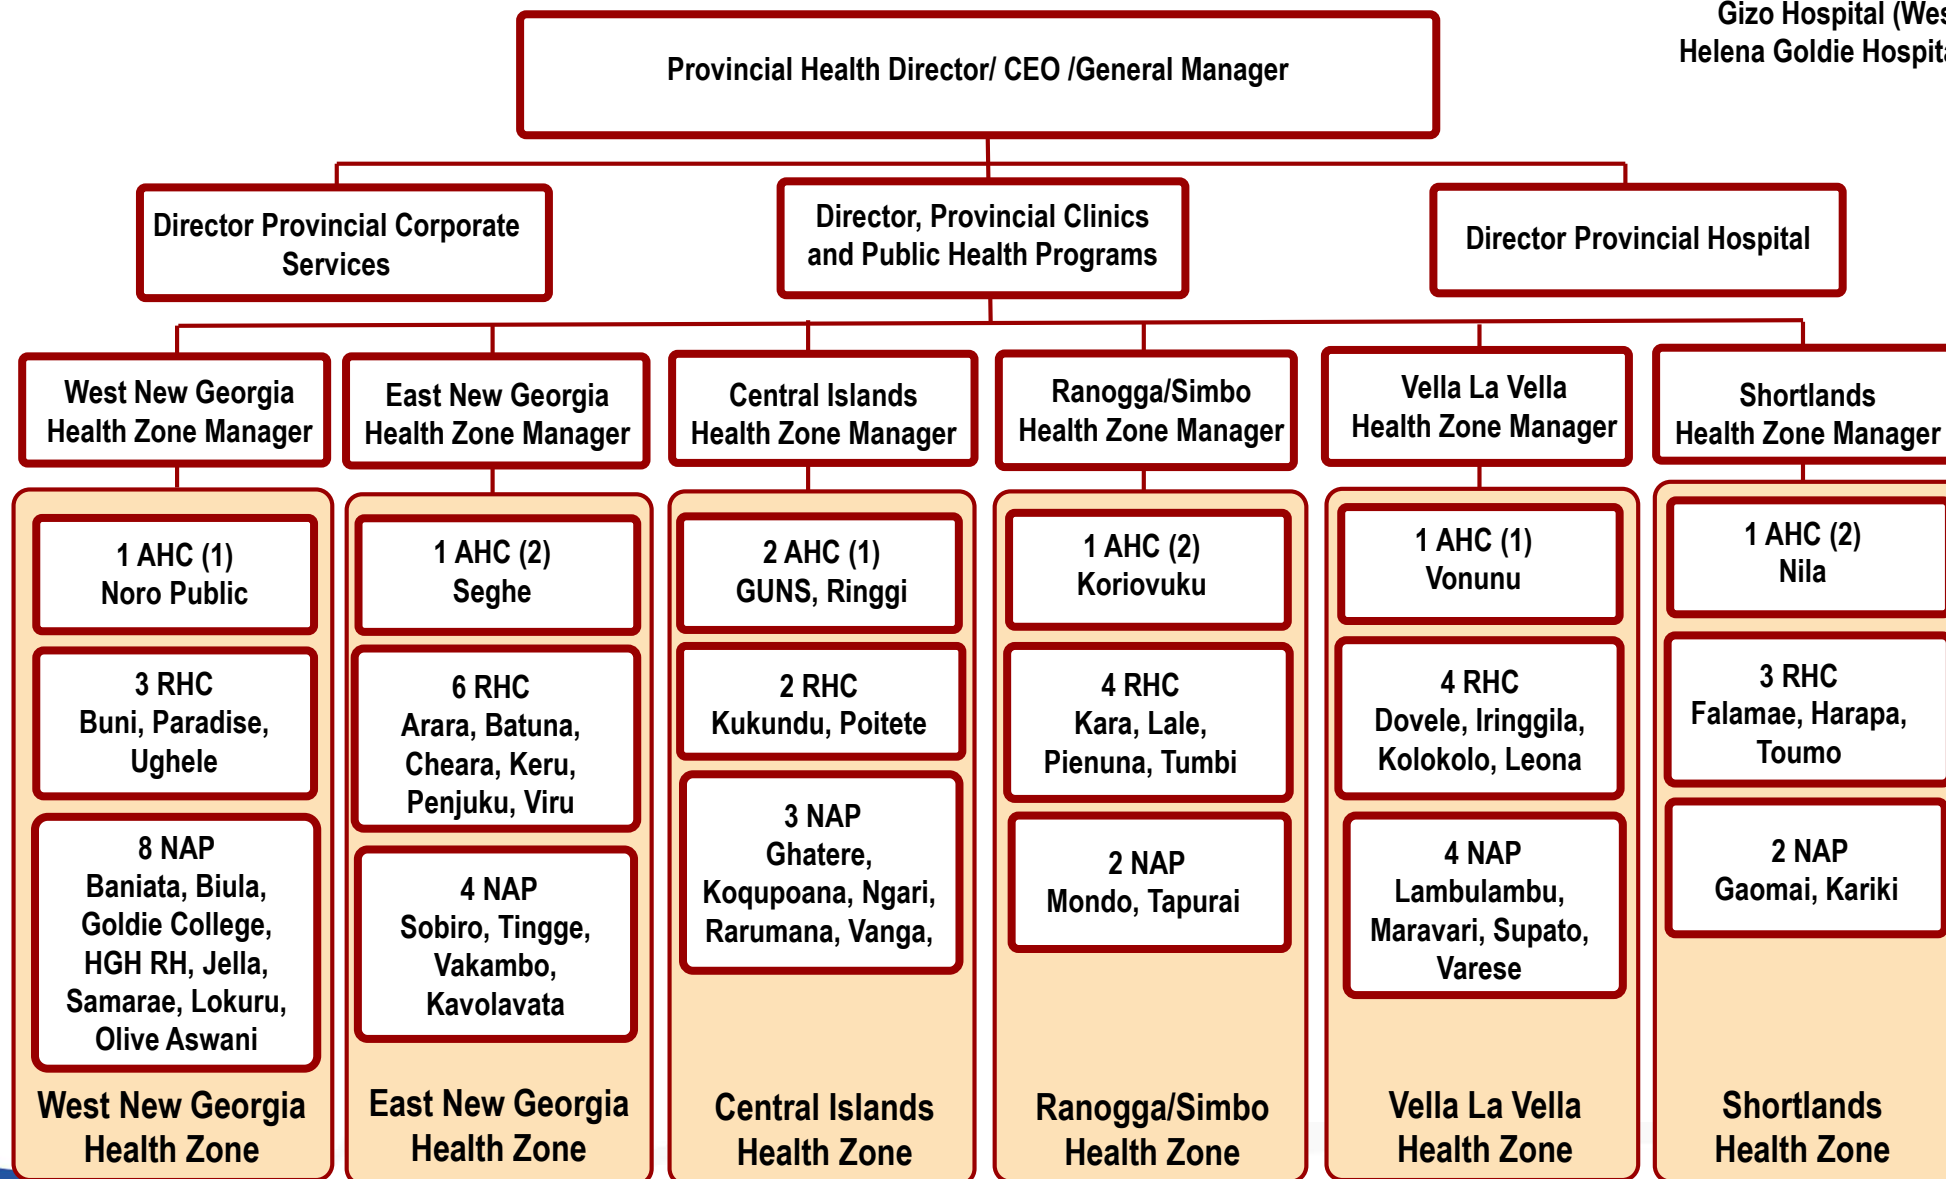 Gizo Hospital
Helena Goldie
Provincial Health Director/ CEO /General Manager
Director Provincial Corporate
Services
Director, Provincial Clinics
and Public Health Programs
Director Provincial Hospital
West New Georgia
Health Zone Manager
East New Georgia
Health Zone Manager
Central Islands
Health Zone Manager
Ranogga/Simbo
Health Zone Manager
Vella La Vella
Health Zone Manager
Shortlands
Health Zone Manager
1 AHC (1)
Noro Public
3 RHC
Buni, Paradise,
Ughele
8 NAP
Baniata, Biula,
Goldie College,
HGH RH, Jella,
Samarae, Lokuru,
Olive Aswani
West New Georgia
Health Zone
1 AHC (2)
Seghe
6 RHC
Arara, Batuna,
Cheara, Keru,
Penjuku, Viru
4 NAP
Sobiro, Tingge,
Vakambo,
Kavolavata
East New Georgia
Health Zone
2 AHC (1)
GUNS, Ringgi
2 RHC
Kukundu, Poitete
3 NAP
Ghatere,
Koqupoana, Ngari,
Rarumana, Vanga,
Central Islands
Health Zone
1 AHC (2)
Koriovuku
4 RHC
Kara, Lale,
Pienuna, Tumbi
2 NAP
Mondo, Tapurai
Ranogga/Simbo
Health Zone
1 AHC (1)
Vonunu
4 RHC
Dovele, Iringgila,
Kolokolo, Leona
4 NAP
Lambulambu,
Maravari, Supato,
Varese
Vella La Vella
Health Zone
1 AHC (2)
Nila
3 RHC
Falamae, Harapa,
Toumo
2 NAP
Gaomai, Kariki
Shortlands
Health Zone